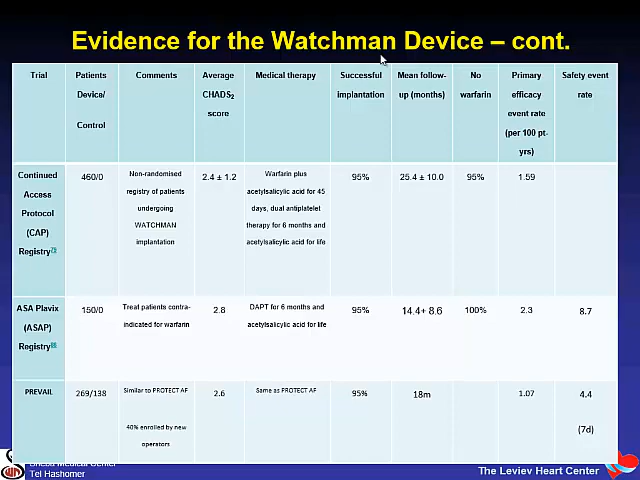 Evidence for the Watchman Device – cont.
Trial
Patients
Device/
Control
Comments
Average
CHADS2
score
Medical therapy
Successful
implantation
Mean follow-
up (months)
No
warfarin
Primary
efficacy
event rate
(per 100 pt-
yrs)
Safety event
rate
Continued
Access
Protocol
(CAP)
Registry
460/0
Non-randomised
registry of patients
undergoing
WATCHMAN
implantation
2.4 ± 1.2
Warfarin plus
acetylsalicylic acid for 45
days, dual antiplatelet
therapy for 6 months and
acetylsalicylic acid for life
95%
25.4 ± 10.0
95%
1.59
ASA Plavix
(ASAP)
Registry
150/0
Treat patients contra-
indicated for warfarin
2.8
DAPT for 6 months and
acetylsalicylic acid for life
95%
14.4+ 8.6
100%
2.3
8.7
PREVAIL
269/138
Similar to PROTECT AF
40% enrolled by new
operators
2.6
Same as PROTECT AF
95%
18m
1.07
4.4
(7d)
Sheba Medical Center
Tel Hashomer
The Leviev Heart Center